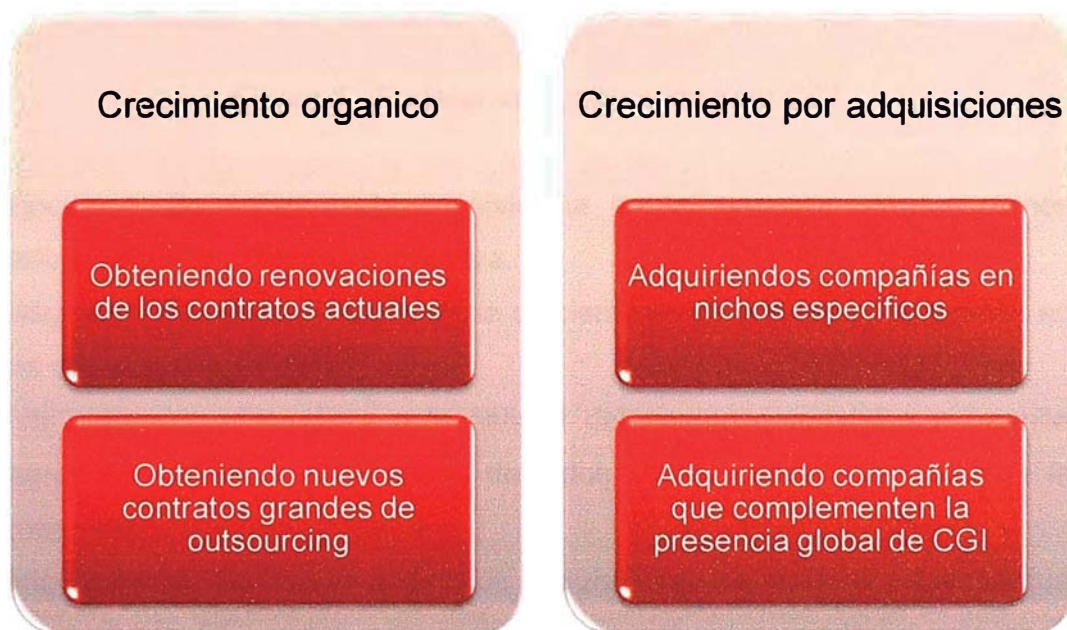 Crecimiento organico
Obteniendo renovaciones
de los contratos actuales
Obteniendo nuevos
contratos grandes de
outsourcing
Crecimiento por adquisiciones
Adquiriendos compañías en
nichos especificos
Adquiriendo compañías
que complementen la
presencia global de CGI